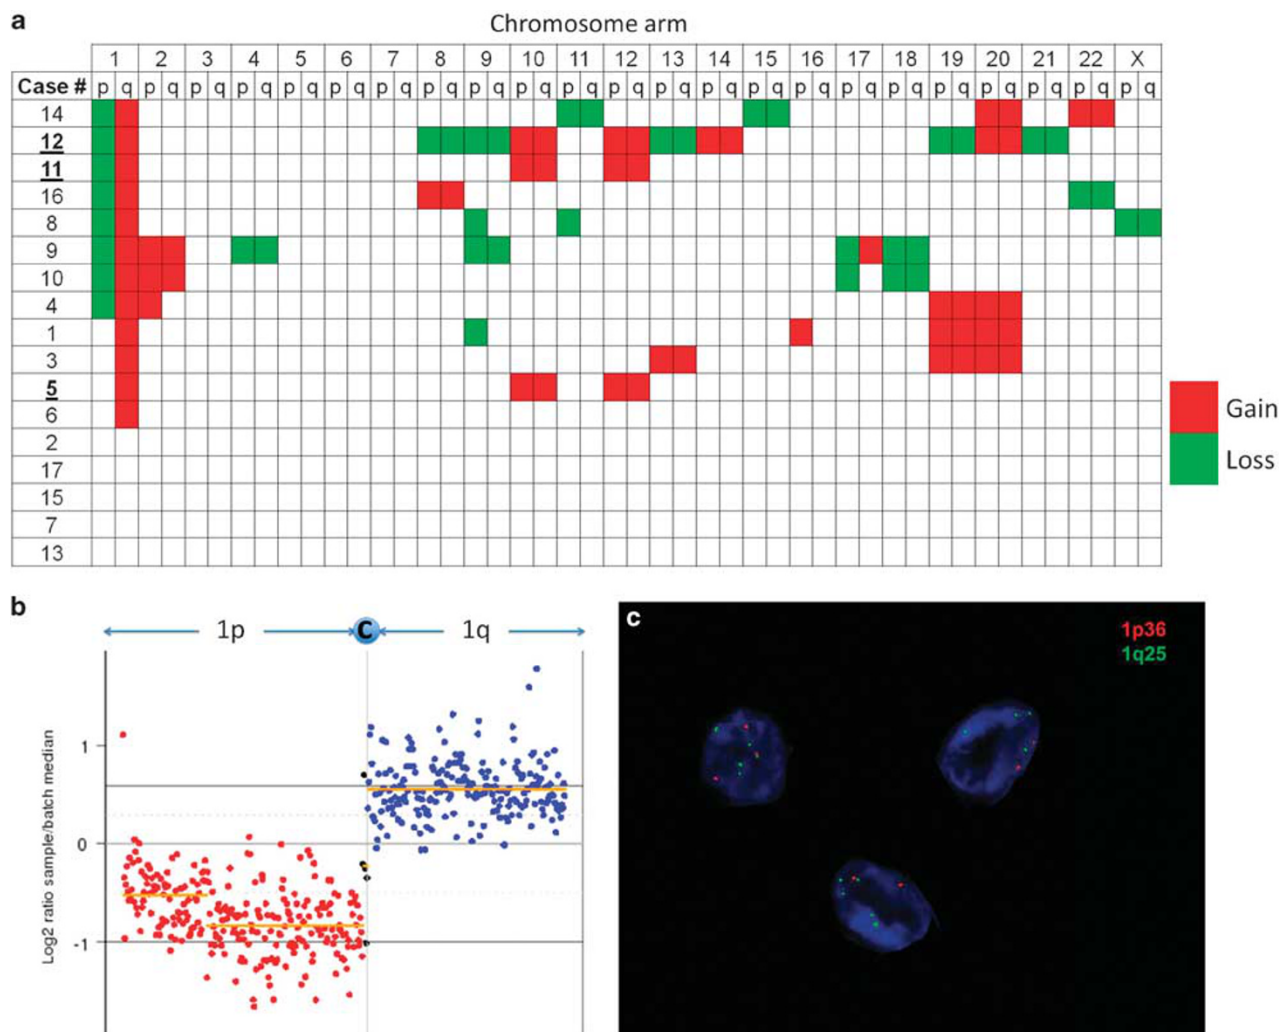 a
Chromosome arm
1 2 3 4 5 6 7 8 9 10 11 12 13 14 15 16 17 18 19 20 21 22 X
Case # p q p q p q p q p q p q p q p q p q p q p q p q p q p q p q p q p q p q p q p q p q p q p q
14
12
11
16
8
9
10
4
1
3
5
6
2
17
15
7
13
Gain
Loss
b
1p C 1q
Log2 ratio sample/batch median
1
0
-1
c
1p36
1q25